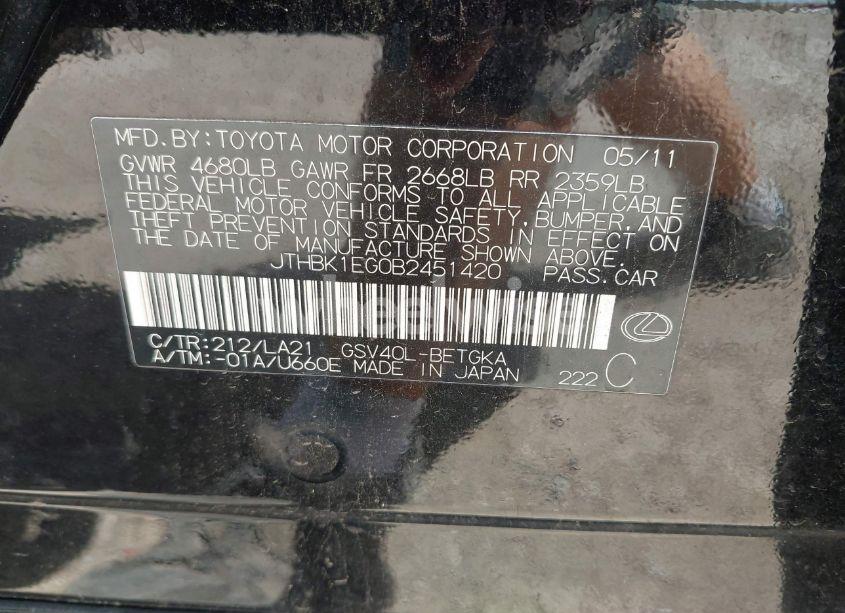 MFD.BY:TOYOTA MOTOR CORPORATION 05/11
GVWR 4680LB GAWR FR 2668LB RR 2359LB
THIS VEHICLE CONFORMS TO ALL APPLICABLE
FEDERAL MOTOR VEHICLE SAFETY,BUMPER,AND
THEFT PREVENTION STANDARDS IN EFFECT ON
THE DATE OF MANUFACTURE SHOWN ABOVE.
JTHBK1EG0B2451420 PASS.CAR
C/TR:212/LA21 GSV40L-BETGKA
A/TM:-01A/U660E MADE IN JAPAN 222 C